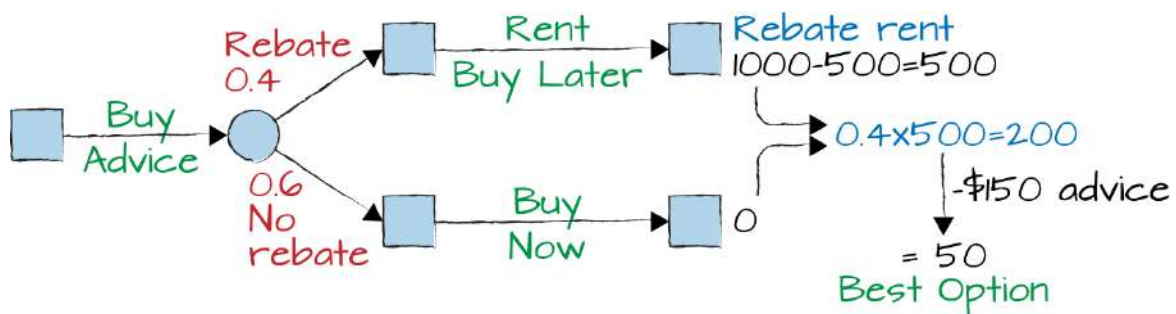 Rebate
0.4
Rent
Buy Later
Rebate rent
1000-500=500
Buy
Advice
0.4x500=200
0.6
No
rebate
Buy
Now
0
-$150 advice
= 50
Best Option